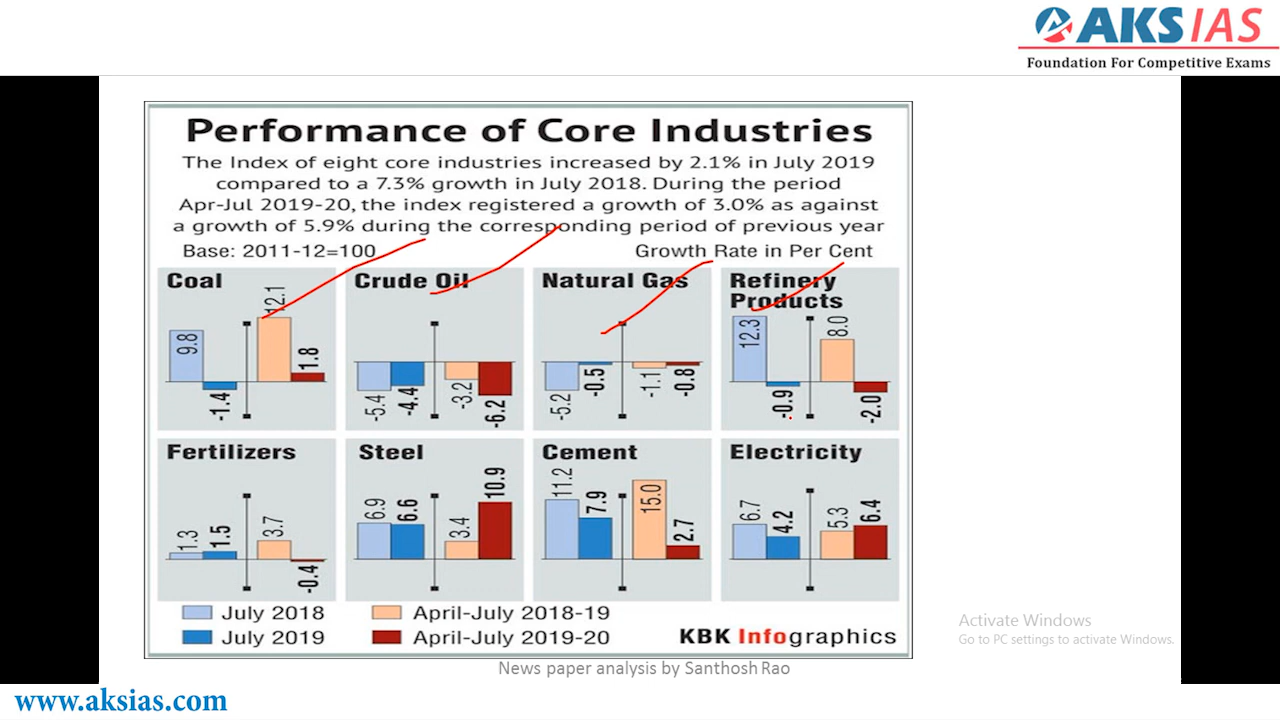 AKS IAS
Foundation For Competitive Exams
Performance of Core Industries
The Index of eight core industries increased by 2.1% in July 2019
compared to a 7.3% growth in July 2018. During the period
Apr-Jul 2019-20, the index registered a growth of 3.0% as against
a growth of 5.9% during the corresponding period of previous year
Base: 2011-12=100
Growth Rate in Per Cent
Coal
9.8
-1.4
12.1
1.8
Crude Oil
-5.4
-4.4
-3.2
-6.2
Natural Gas
-5.2
-0.5
-1.1
-0.8
Refinery
Products
12.3
-0.9
8.0
-2.0
Fertilizers
1.3
1.5
3.7
-0.4
Steel
6.9
6.6
3.4
10.9
Cement
11.2
7.9
15.0
2.7
Electricity
6.7
4.2
5.3
6.4
July 2018
April-July 2018-19
July 2019
April-July 2019-20
KBK Infographics
Activate Windows
Go to PC settings to activate Windows.
News paper analysis by Santhosh Rao
www.aksias.com